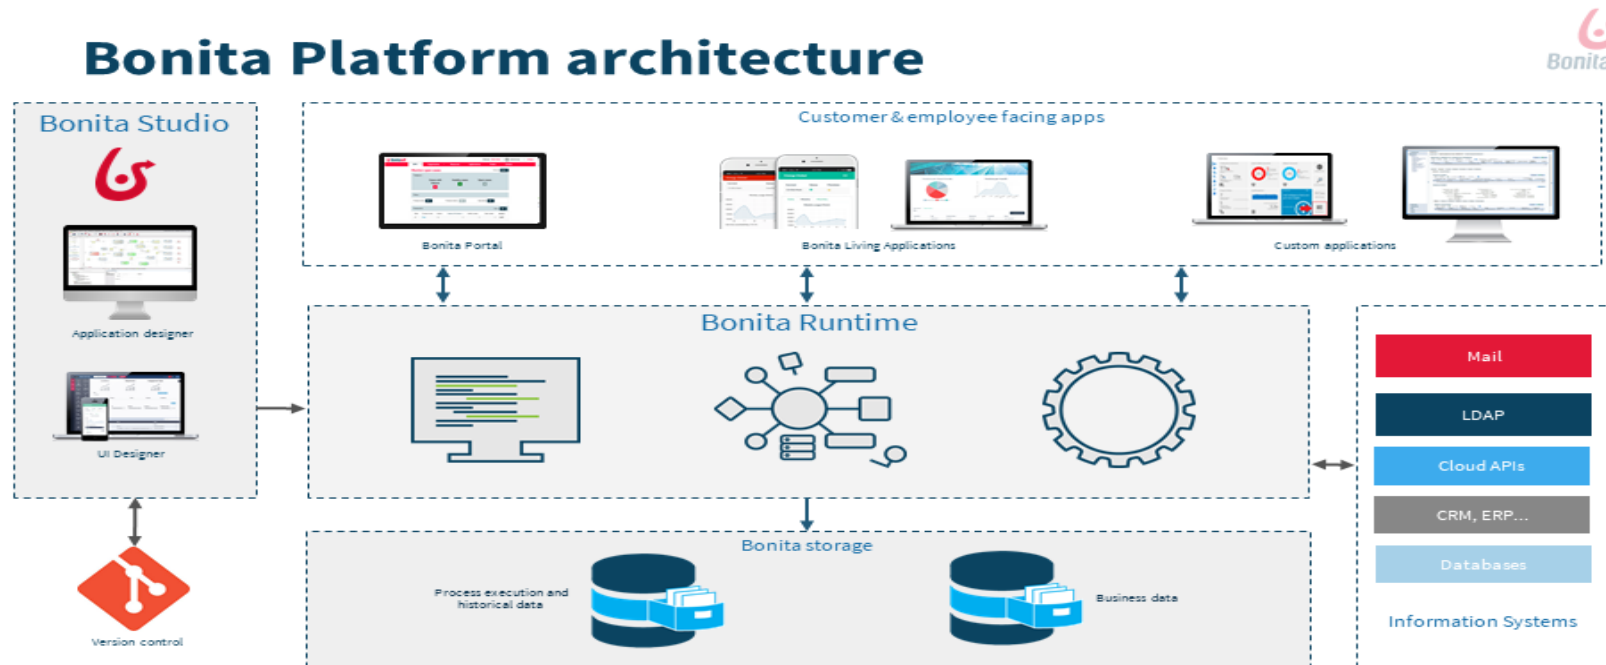 Bonita Platform architecture
Bonita
Bonita Studio
Application designer
UI Designer
Version control
Customer & employee facing apps
Bonita Portal
Bonita Living Applications
Custom applications
Bonita Runtime
Bonita storage
Process execution and
historical data
Business data
Mail
LDAP
Cloud APIs
CRM, ERP...
Databases
Information Systems